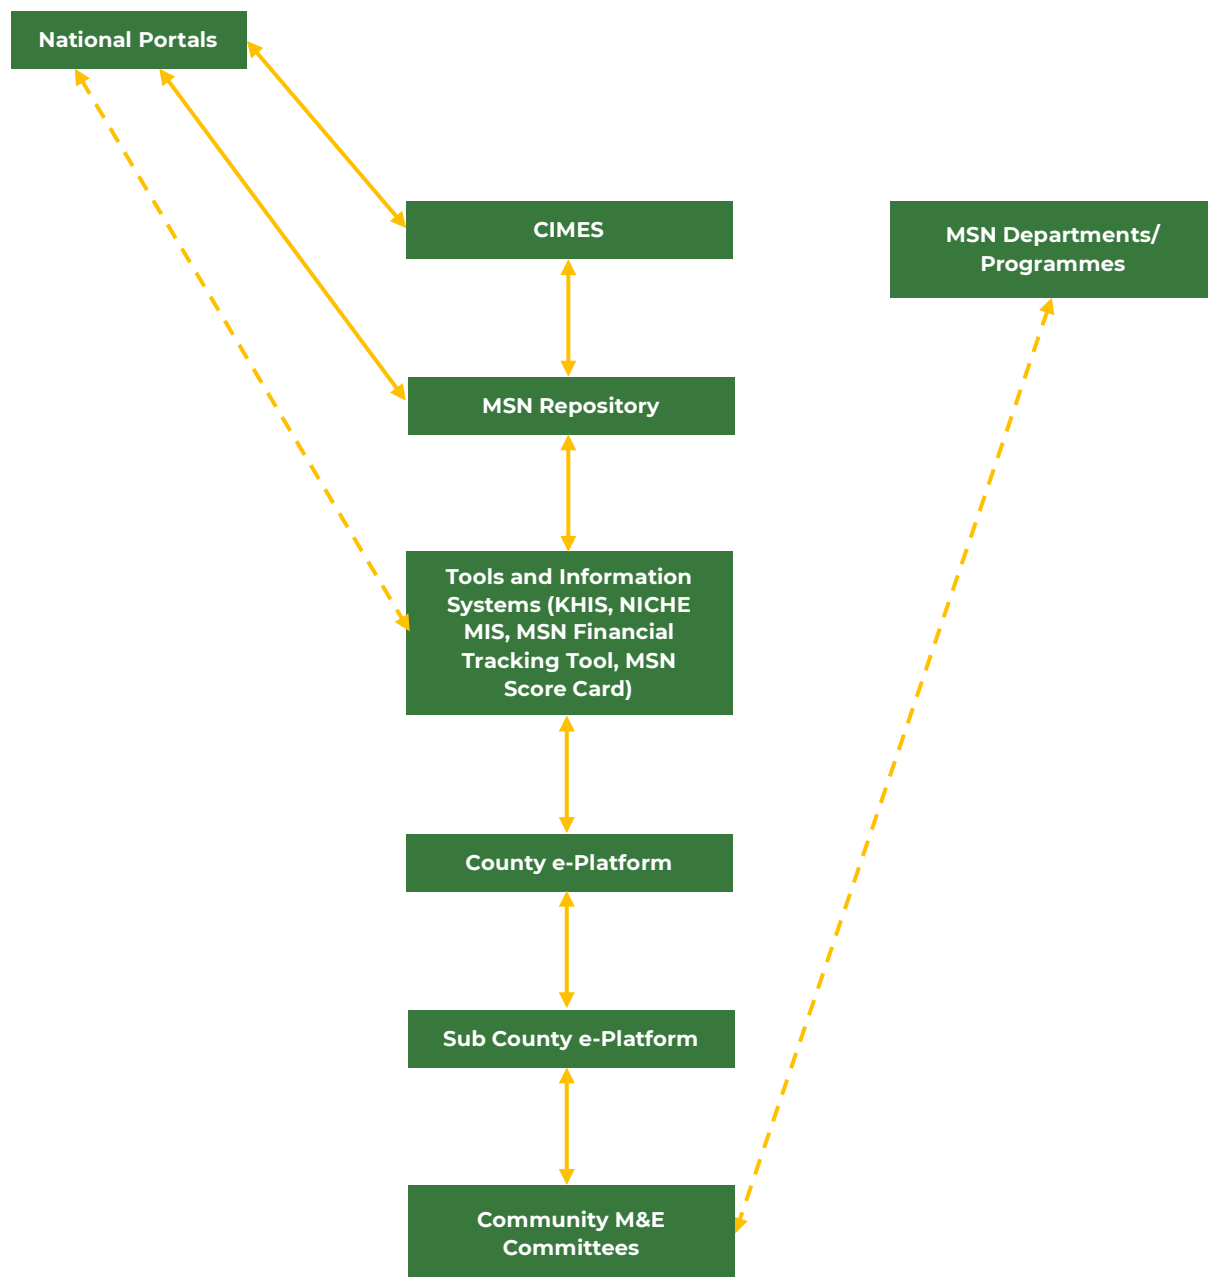 National Portals
CIMES
MSN Departments/
Programmes
MSN Repository
Tools and Information
Systems (KHIS, NICHE
MIS, MSN Financial
Tracking Tool, MSN
Score Card)
County e-Platform
Sub County e-Platform
Community M&E
Committees